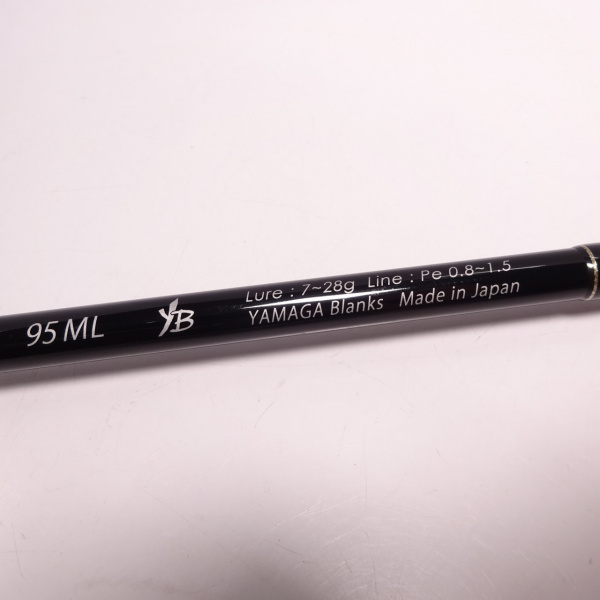 95 ML
YB
Lure : 7~28g Line : Pe 0.8~1.5
YAMAGA Blanks Made in Japan